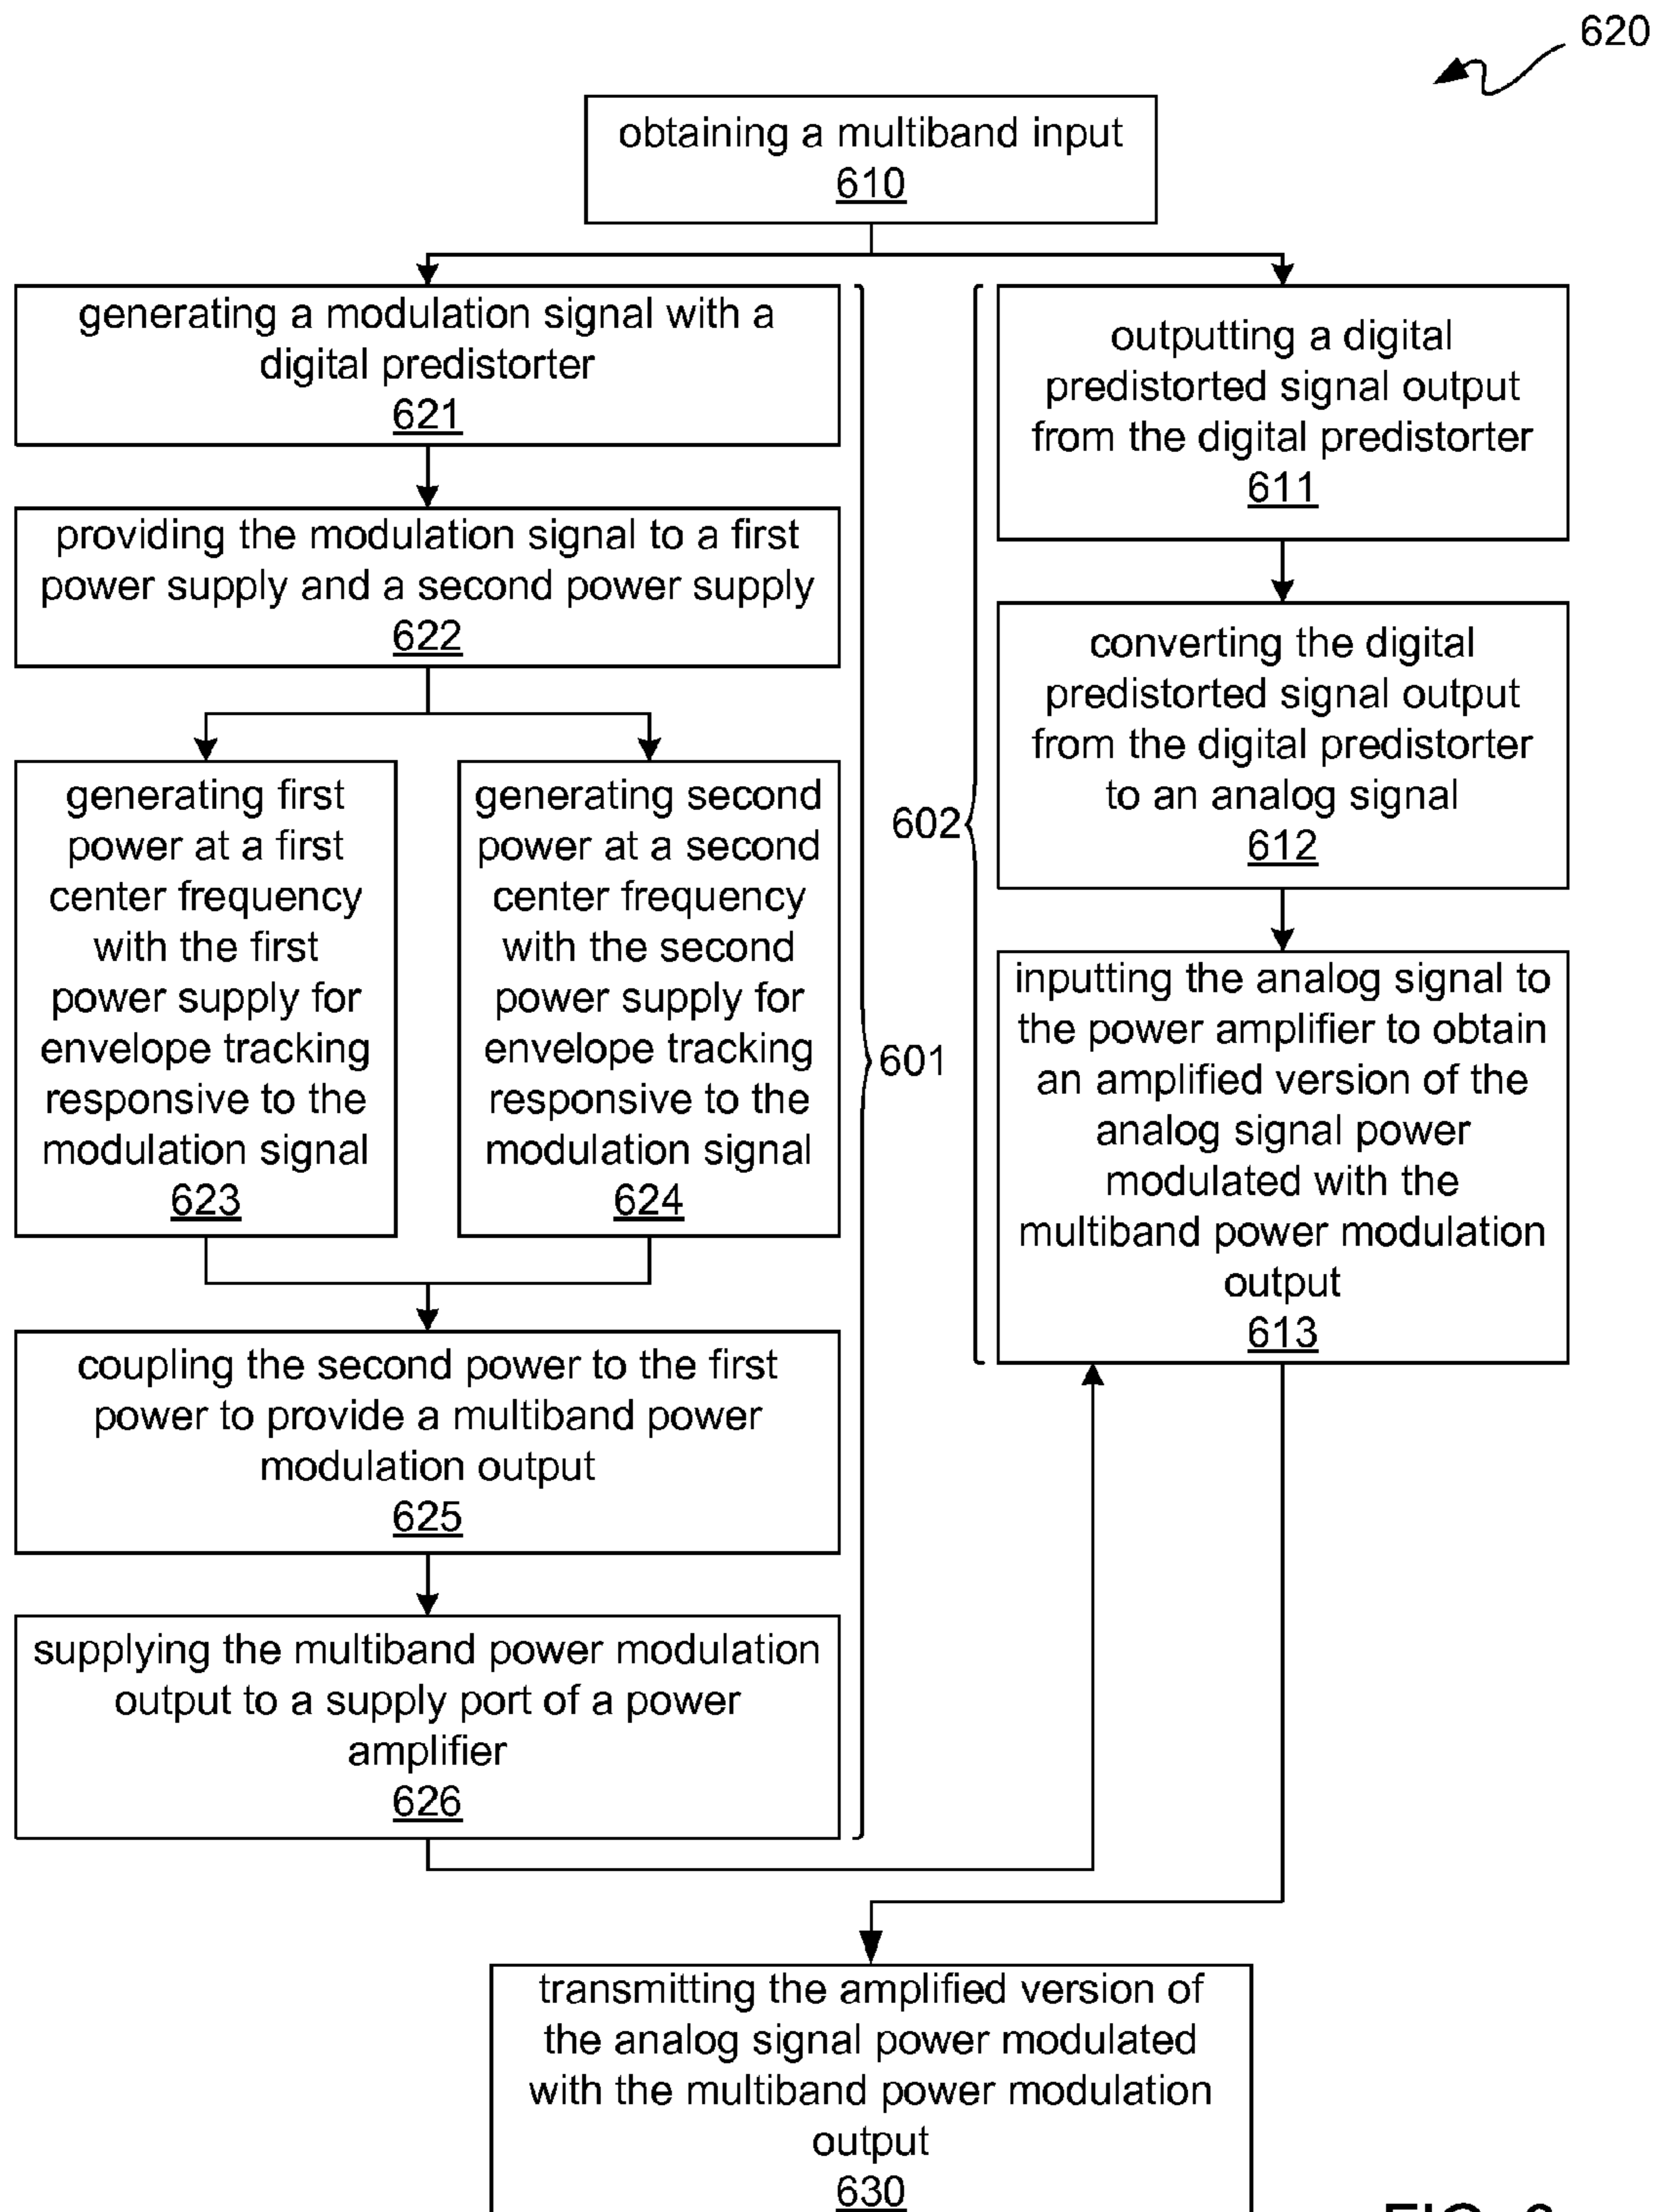 620
obtaining a multiband input
610
generating a modulation signal with a
digital predistorter
621
providing the modulation signal to a first
power supply and a second power supply
622
generating first
power at a first
center frequency
with the first
power supply for
envelope tracking
responsive to the
modulation signal
623
generating second
power at a second
center frequency
with the second
power supply for
envelope tracking
responsive to the
modulation signal
624
601
coupling the second power to the first
power to provide a multiband power
modulation output
625
supplying the multiband power modulation
output to a supply port of a power
amplifier
626
602
outputting a digital
predistorted signal output
from the digital predistorter
611
converting the digital
predistorted signal output
from the digital predistorter
to an analog signal
612
inputting the analog signal to
the power amplifier to obtain
an amplified version of the
analog signal power
modulated with the
multiband power modulation
output
613
transmitting the amplified version of
the analog signal power modulated
with the multiband power modulation
output
630